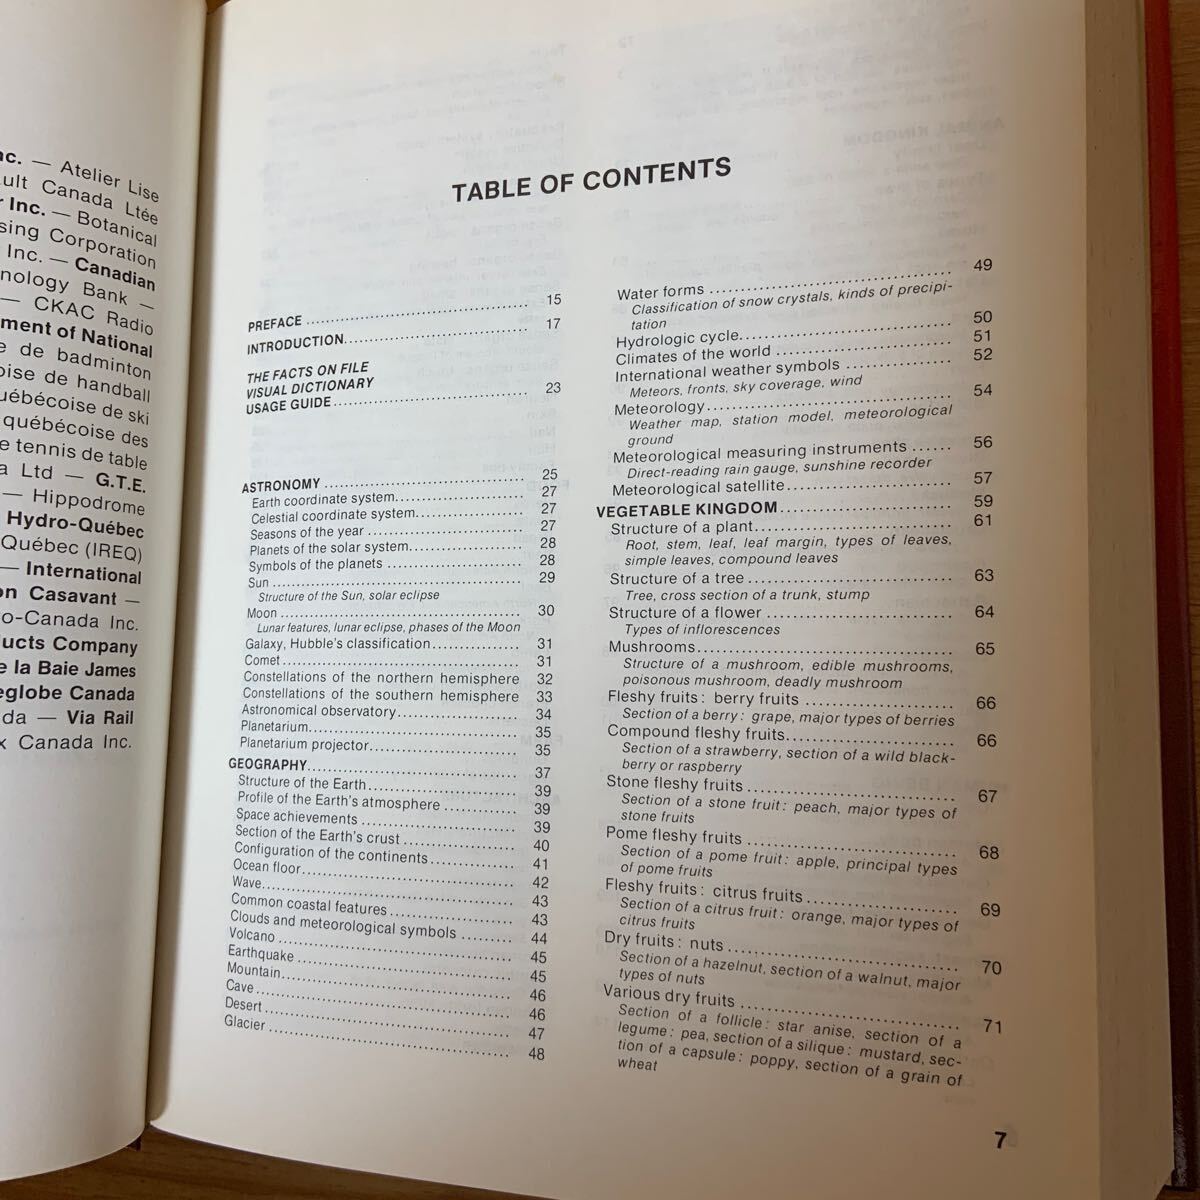 nc. — Atelier Lise
ult Canada Ltée
r Inc. — Botanical
sing Corporation
Inc. — Canadian
nology Bank —
— CKAC Radio
ment of National
e de badminton
oise de handball
uébécoise de ski
québécoise des
e tennis de table
a Ltd — G.T.E.
— Hippodrome
Hydro-Québec
Québec (IREQ)
— International
on Casavant —
o-Canada Inc.
ducts Company
e la Baie James
eglobe Canada
da — Via Rail
x Canada Inc.
TABLE OF CONTENTS
PREFACE 15
INTRODUCTION 17
THE FACTS ON FILE
VISUAL DICTIONARY
USAGE GUIDE 23
ASTRONOMY 25
Earth coordinate system 27
Celestial coordinate system 27
Seasons of the year 27
Planets of the solar system 28
Symbols of the planets 28
Sun 29
Structure of the Sun, solar eclipse
Moon 30
Lunar features, lunar eclipse, phases of the Moon
Galaxy, Hubble's classification 31
Comet 31
Constellations of the northern hemisphere 32
Constellations of the southern hemisphere 33
Astronomical observatory 34
Planetarium 35
Planetarium projector 35
GEOGRAPHY 37
Structure of the Earth 39
Profile of the Earth's atmosphere 39
Space achievements 39
Section of the Earth's crust 40
Configuration of the continents 41
Ocean floor 42
Wave 43
Common coastal features 43
Clouds and meteorological symbols 44
Volcano 45
Earthquake 45
Mountain 46
Cave 46
Desert 47
Glacier 48
Water forms 49
Classification of snow crystals, kinds of precipi-
tation
Hydrologic cycle 50
Climates of the world 51
International weather symbols 52
Meteors, fronts, sky coverage, wind
Meteorology 54
Weather map, station model, meteorological
ground
Meteorological measuring instruments 56
Direct-reading rain gauge, sunshine recorder
Meteorological satellite 57
VEGETABLE KINGDOM 59
Structure of a plant 61
Root, stem, leaf, leaf margin, types of leaves,
simple leaves, compound leaves
Structure of a tree 63
Tree, cross section of a trunk, stump
Structure of a flower 64
Types of inflorescences
Mushrooms 65
Structure of a mushroom, edible mushrooms,
poisonous mushroom, deadly mushroom
Fleshy fruits: berry fruits 66
Section of a berry: grape, major types of berries
Compound fleshy fruits 66
Section of a strawberry, section of a wild black-
berry or raspberry
Stone fleshy fruits 67
Section of a stone fruit: peach, major types of
stone fruits
Pome fleshy fruits 68
Section of a pome fruit: apple, principal types
of pome fruits
Fleshy fruits: citrus fruits 69
Section of a citrus fruit: orange, major types of
citrus fruits
Dry fruits: nuts 70
Section of a hazelnut, section of a walnut, major
types of nuts
Various dry fruits 71
Section of a follicle: star anise, section of a
legume: pea, section of a silique: mustard, sec-
tion of a capsule: poppy, section of a grain of
wheat
7